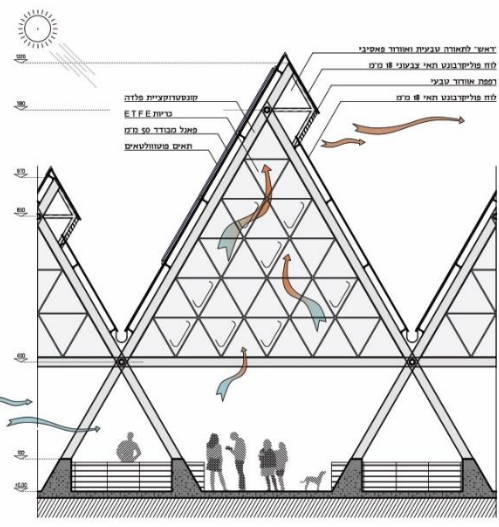 "ראש" לתאורה טבעית ואוורור פאסיבי
לוח פוליקרבונט תאי צבעוני 18 מ"מ
רפפת אוורור טבעי
לוח פוליקרבונט תאי 18 מ"מ
קונסטרוקציית פלדה
כריות ETFE
פאנל מבודד 50 מ"מ
תאים פוטוולטאים